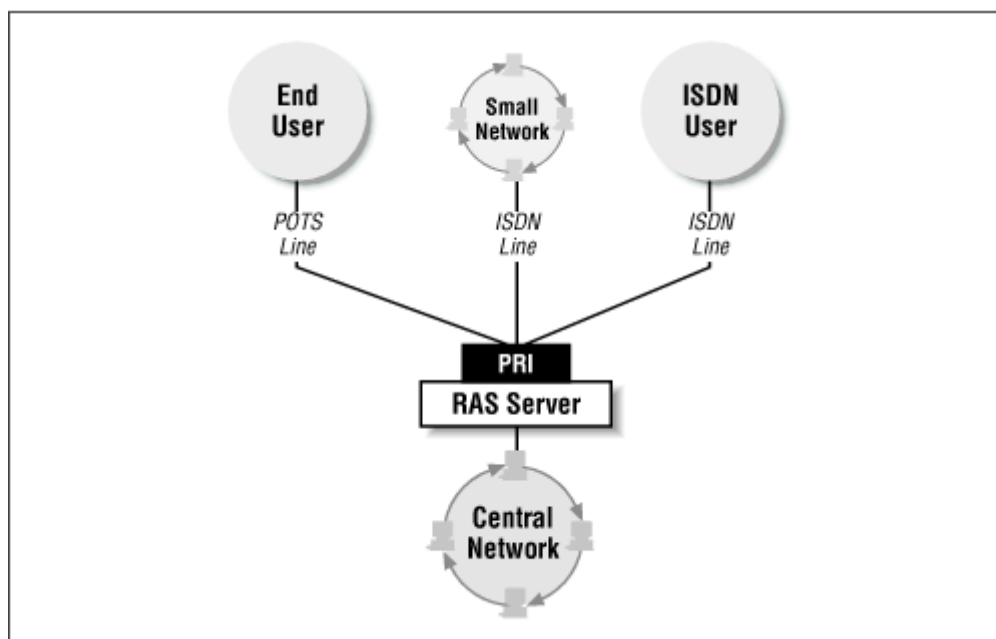 End
User
Small
Network
ISDN
User
POTS
Line
ISDN
Line
ISDN
Line
PRI
RAS Server
Central
Network